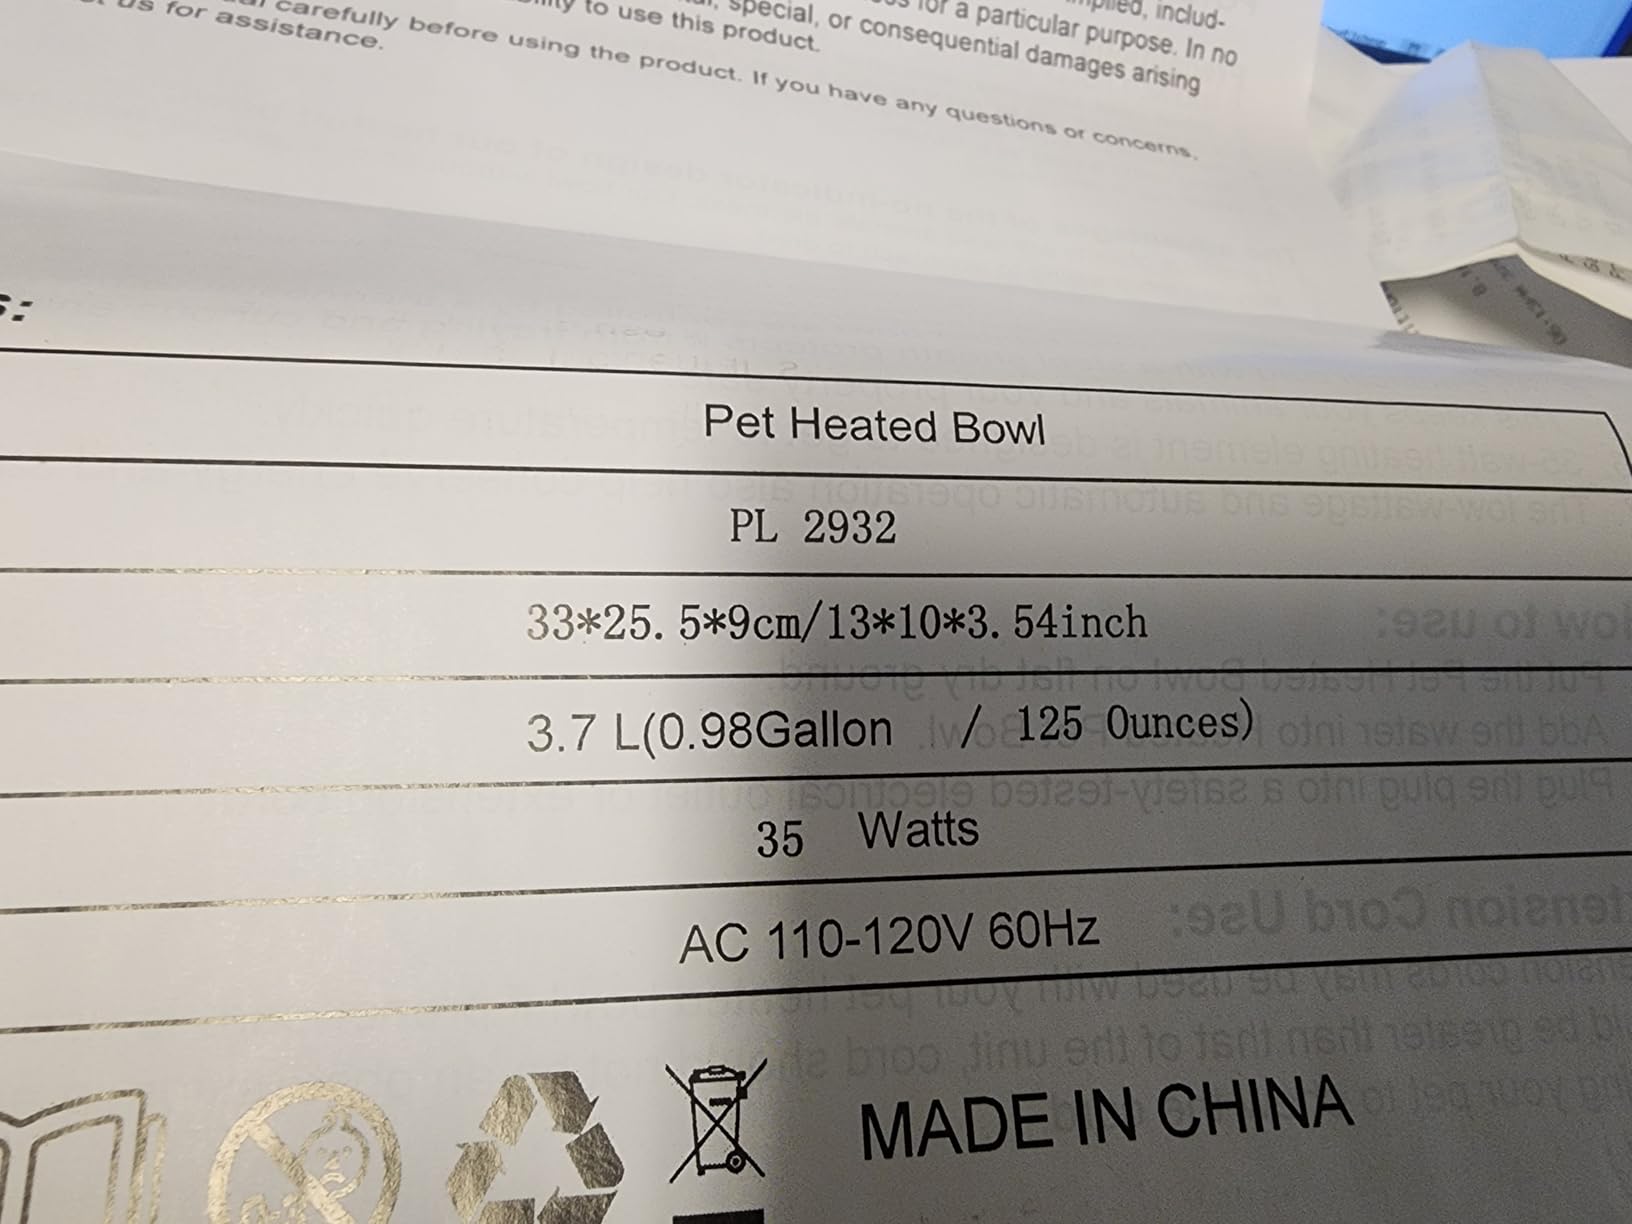 implied, includ-
for a particular purpose. In no
special, or consequential damages arising
to use this product.
carefully before using the product. If you have any questions or concerns,
us for assistance.
s:
Pet Heated Bowl
PL 2932
33*25. 5*9cm/13*10*3. 54inch
3.7 L(0.98Gallon / 125 Ounces)
35 Watts
AC 110-120V 60Hz
MADE IN CHINA